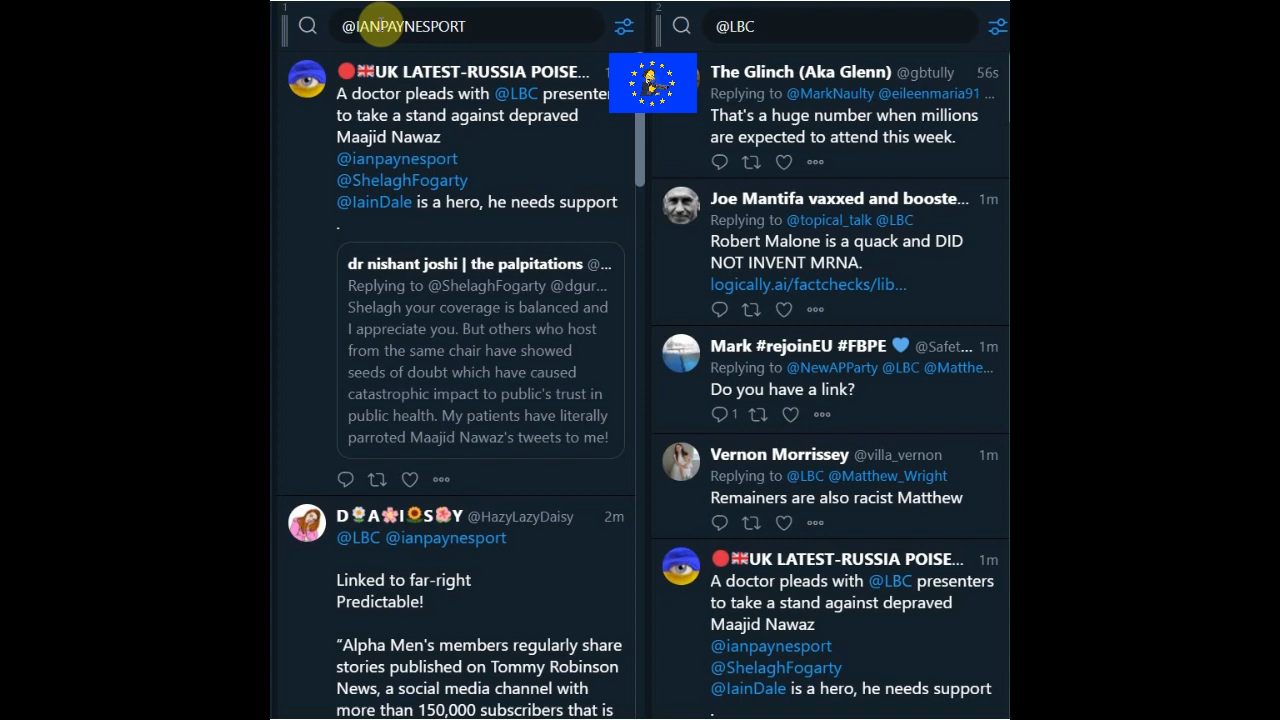 1
@IANPAYNESPORT
🔴🇬🇧UK LATEST-RUSSIA POISE...
A doctor pleads with @LBC presenters
to take a stand against depraved
Maajid Nawaz
@ianpaynesport
@ShelaghFogarty
@IainDale is a hero, he needs support
.
dr nishant joshi | the palpitations @...
Replying to @ShelaghFogarty @dgur...
Shelagh your coverage is balanced and
I appreciate you. But others who host
from the same chair have showed
seeds of doubt which have caused
catastrophic impact to public's trust in
public health. My patients have literally
parroted Maajid Nawaz's tweets to me!
D🌼A🌸I🌻S🌺Y @HazyLazyDaisy 2m
@LBC @ianpaynesport
Linked to far-right
Predictable!
“Alpha Men's members regularly share
stories published on Tommy Robinson
News, a social media channel with
more than 150,000 subscribers that is
2
@LBC
The Glinch (Aka Glenn) @gbtully 56s
Replying to @MarkNaulty @eileenmaria91 ...
That's a huge number when millions
are expected to attend this week.
Joe Mantifa vaxxed and booste... 1m
Replying to @topical_talk @LBC
Robert Malone is a quack and DID
NOT INVENT MRNA.
logically.ai/factchecks/lib...
Mark #rejoinEU #FBPE 💙 @Safet... 1m
Replying to @NewAPParty @LBC @Matthe...
Do you have a link?
1
Vernon Morrissey @villa_vernon 1m
Replying to @LBC @Matthew_Wright
Remainers are also racist Matthew
🔴🇬🇧UK LATEST-RUSSIA POISE... 1m
A doctor pleads with @LBC presenters
to take a stand against depraved
Maajid Nawaz
@ianpaynesport
@ShelaghFogarty
@IainDale is a hero, he needs support
.